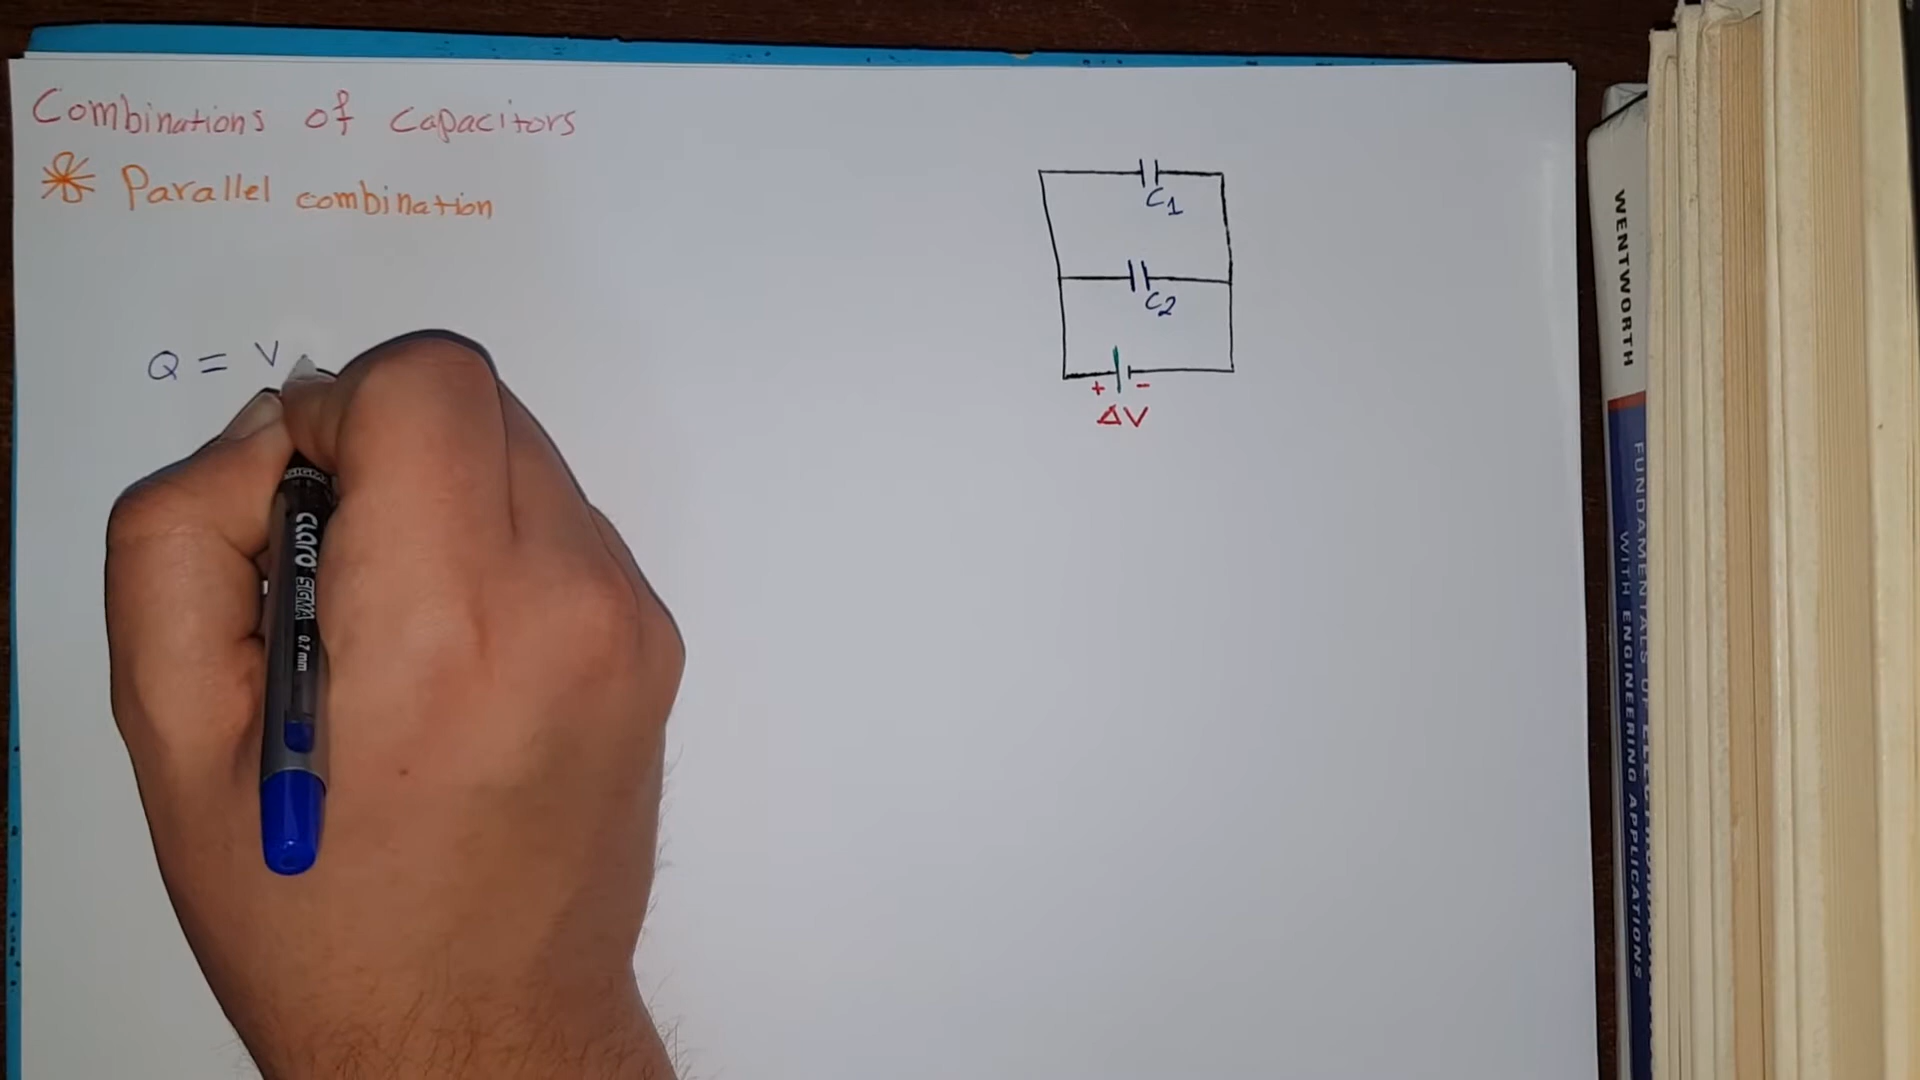 Combinations of capacitors
* Parallel combination
C1
C2
Q = V
+ -
ΔV
CLARO SIGMA 0.7 mm
SIGMA
WENTWORTH
FUNDAMENTALS OF
WITH ENGINEERING APPLICATIONS